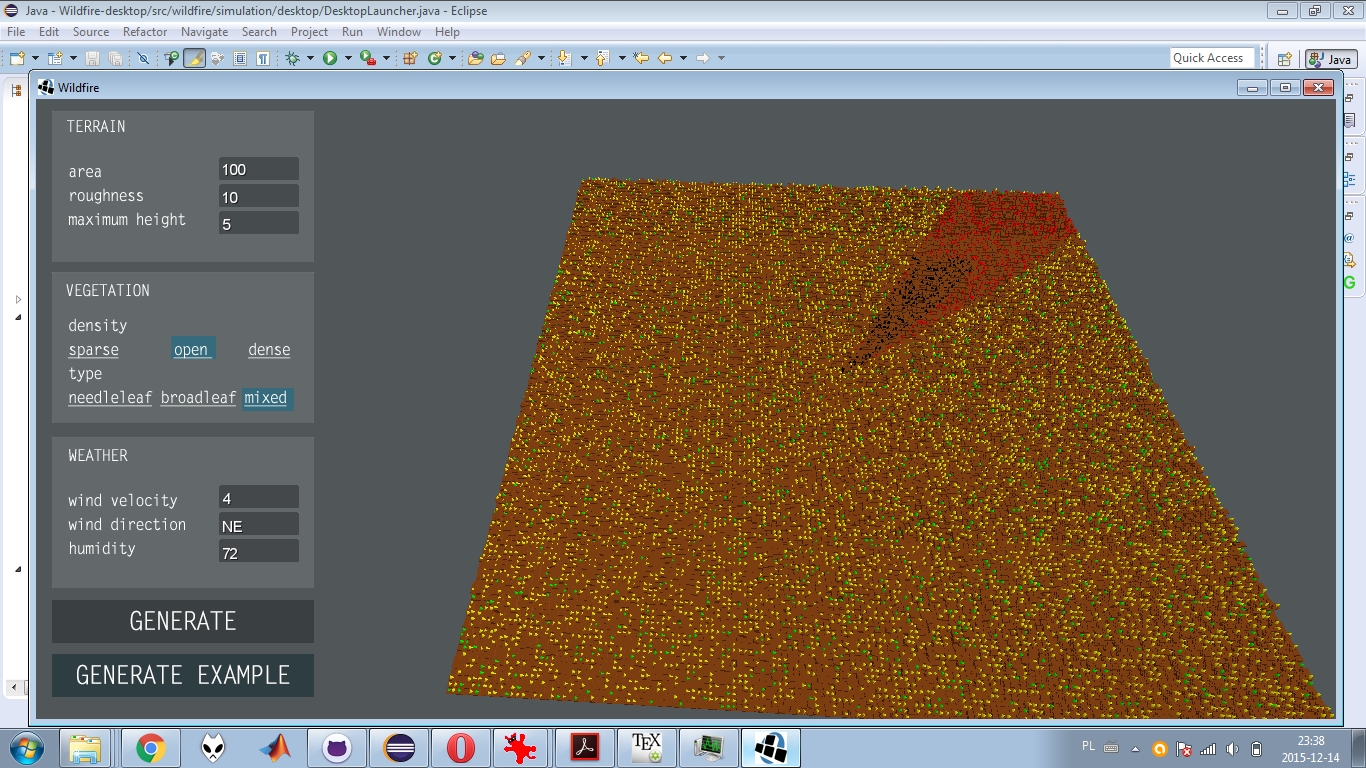 Java - Wildfire-desktop/src/wildfire/simulation/desktop/DesktopLauncher.java - Eclipse
File Edit Source Refactor Navigate Search Project Run Window Help
Quick Access Java
Wildfire
TERRAIN
area 100
roughness 10
maximum height 5
VEGETATION
density
sparse open dense
type
needleleaf broadleaf mixed
WEATHER
wind velocity 4
wind direction NE
humidity 72
GENERATE
GENERATE EXAMPLE
TEX
PL
23:38
2015-12-14